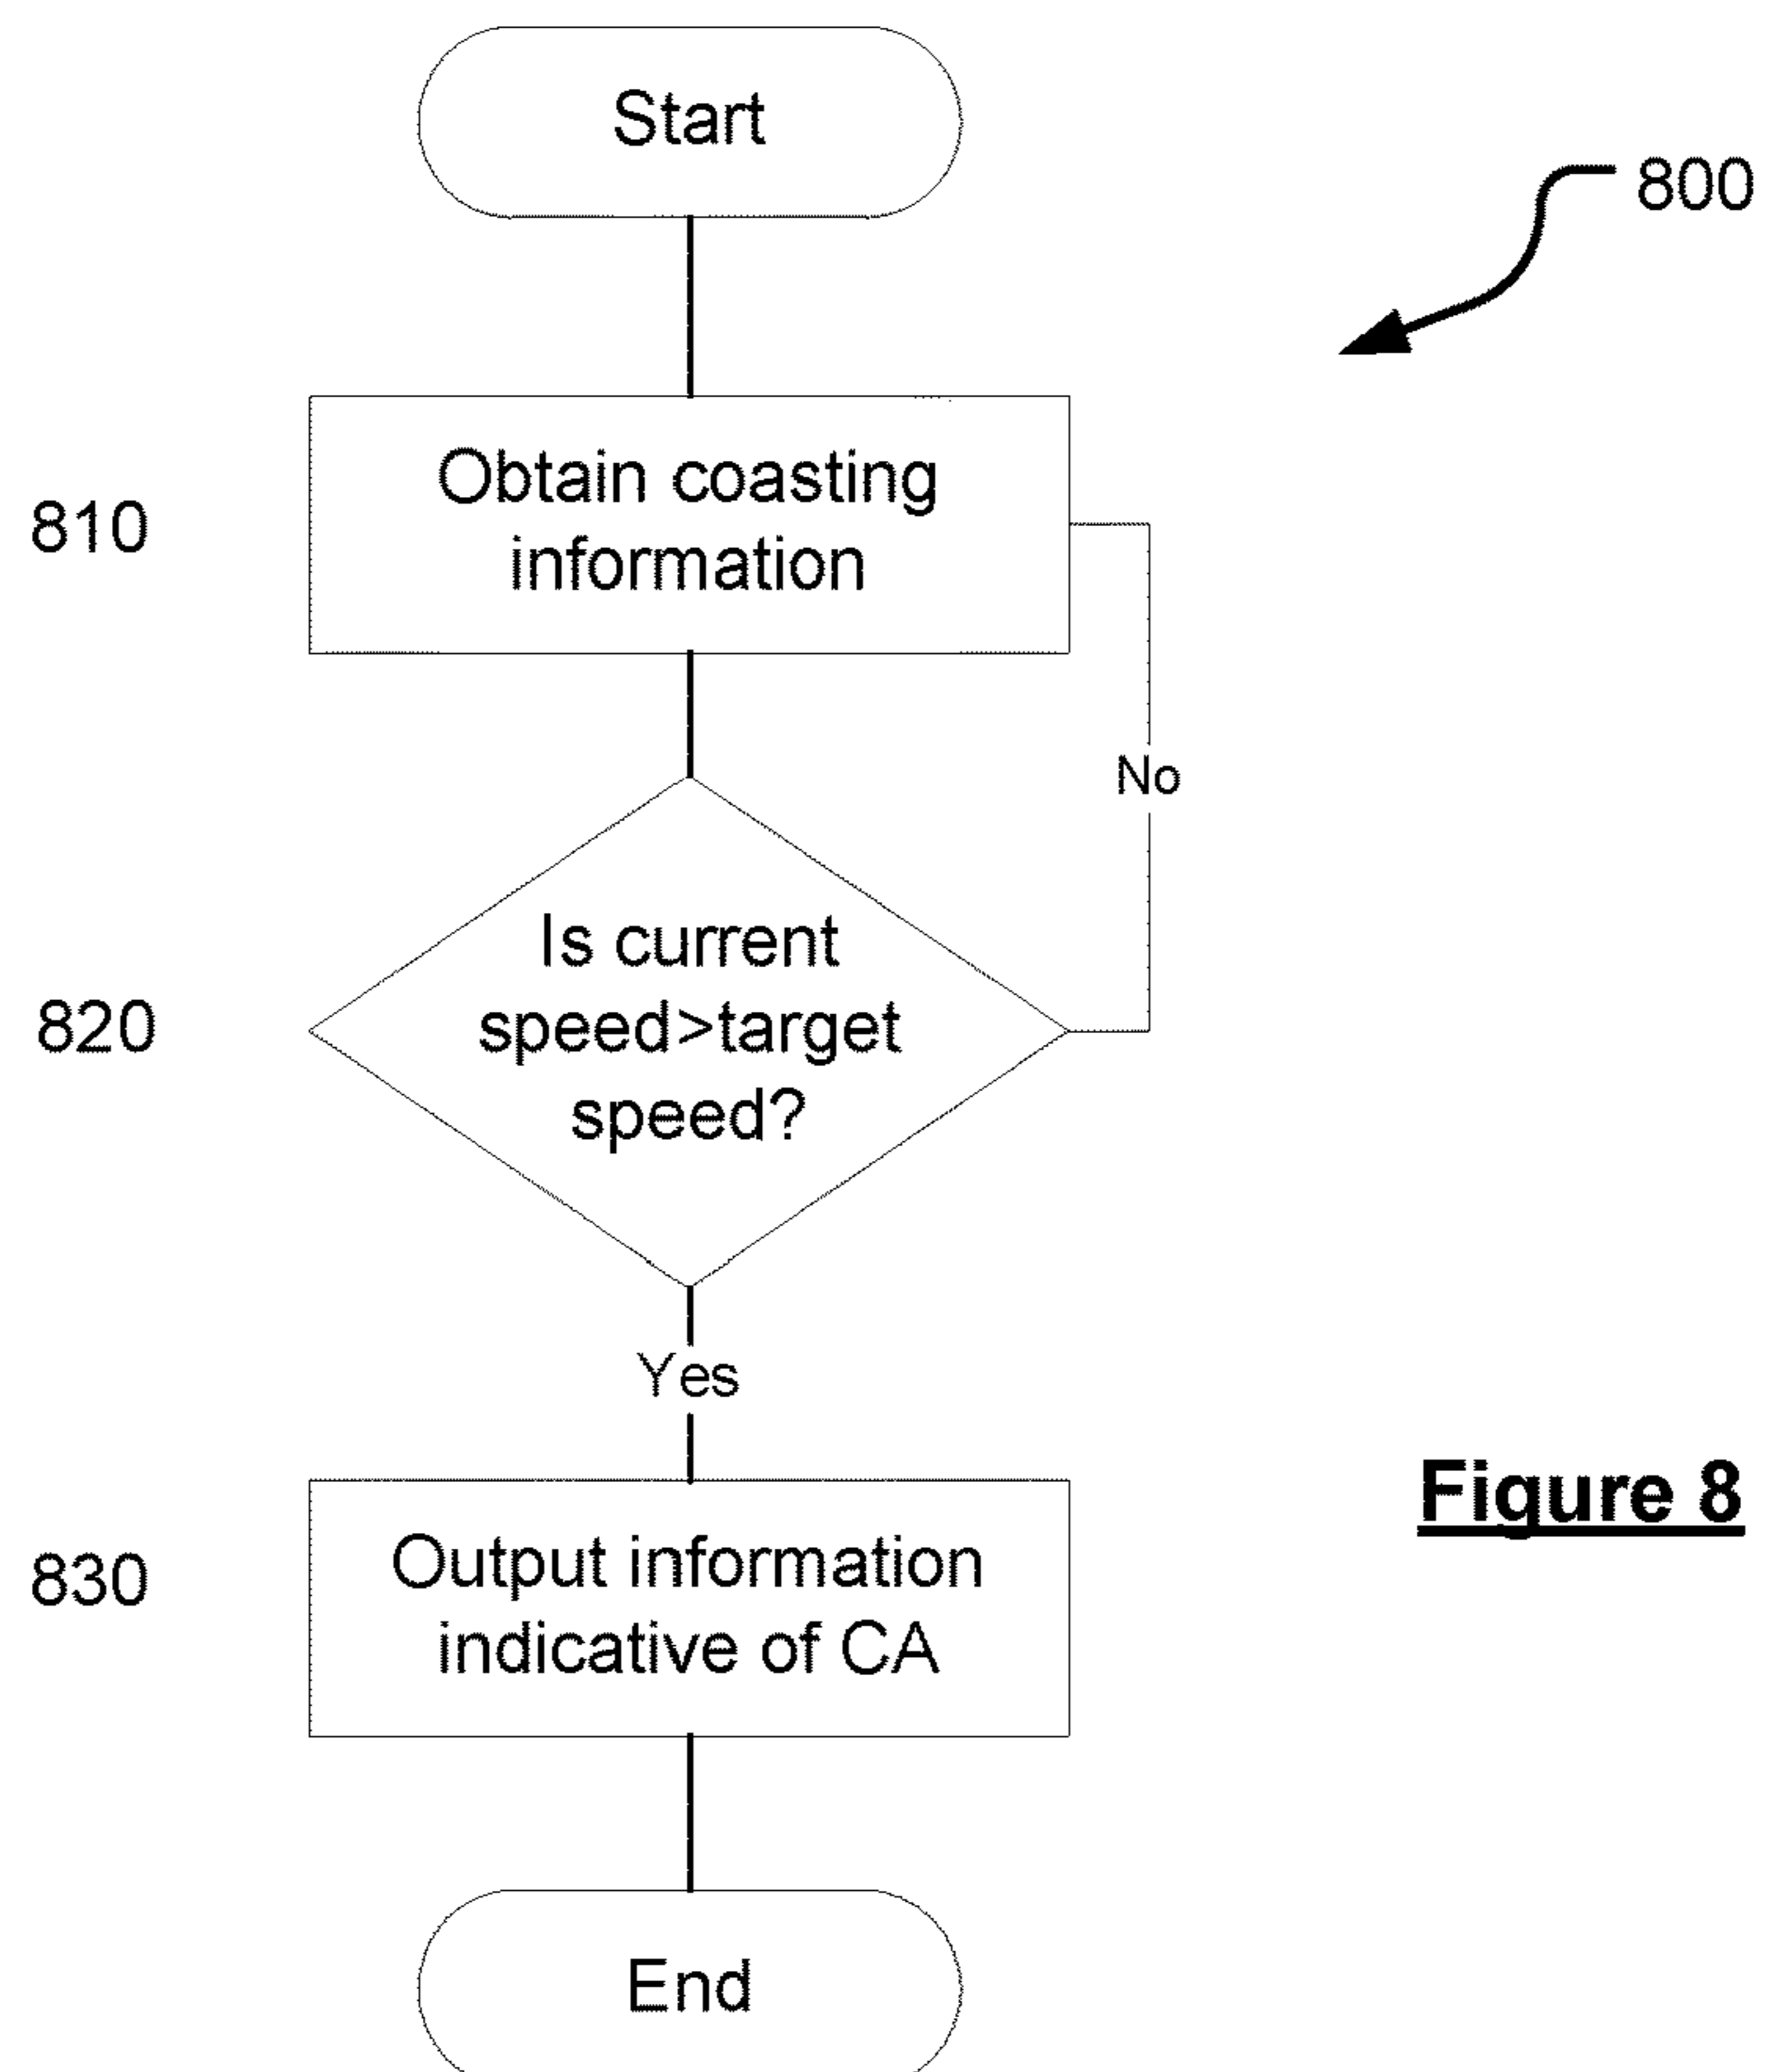 Start
800
810
Obtain coasting
information
No
820
Is current
speed>target
speed?
Yes
Figure 8
830
Output information
indicative of CA
End